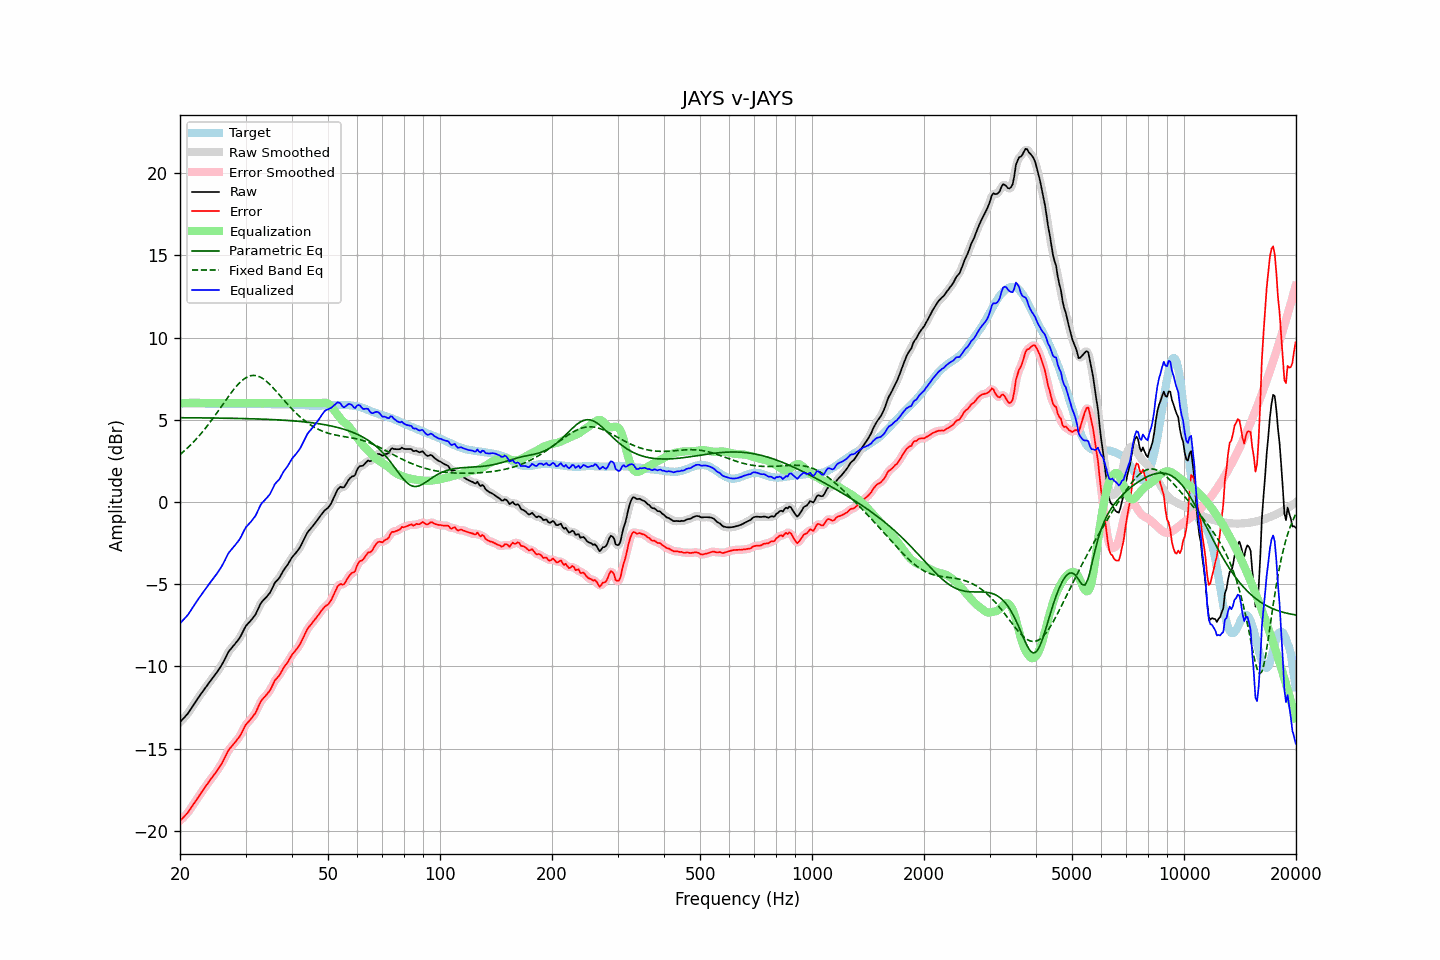 JAYS v-JAYS
Target
Raw Smoothed
Error Smoothed
Raw
Error
Equalization
Parametric Eq
Fixed Band Eq
Equalized
Amplitude (dBr)
20
15
10
5
0
−5
−10
−15
−20
20 50 100 200 500 1000 2000 5000 10000 20000
Frequency (Hz)